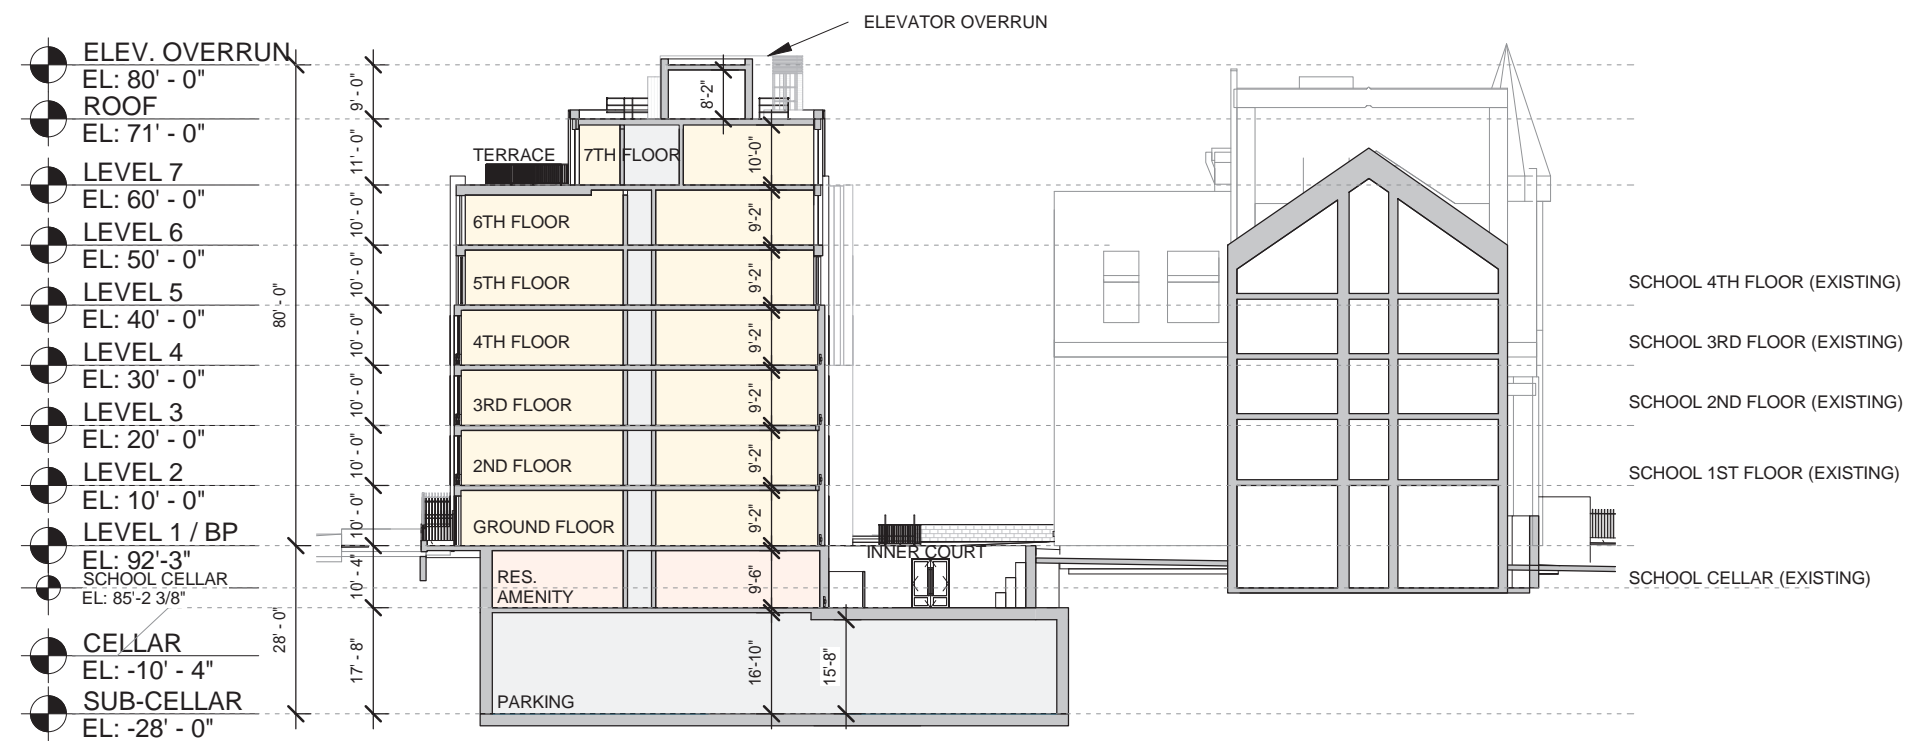 ELEVATOR OVERRUN
ELEV. OVERRUN
EL: 80' - 0"
ROOF
EL: 71' - 0"
LEVEL 7
EL: 60' - 0"
LEVEL 6
EL: 50' - 0"
LEVEL 5
EL: 40' - 0"
LEVEL 4
EL: 30' - 0"
LEVEL 3
EL: 20' - 0"
LEVEL 2
EL: 10' - 0"
LEVEL 1 / BP
EL: 92'-3"
SCHOOL CELLAR
EL: 85'-2 3/8"
CELLAR
EL: -10' - 4"
SUB-CELLAR
EL: -28' - 0"
80' - 0"
28' - 0"
9' - 0"
11' - 0"
10' - 0"
10' - 0"
10' - 0"
10' - 0"
10' - 0"
10' - 0"
10' - 4"
17' - 8"
8'-2"
TERRACE
7TH FLOOR
10'-0"
6TH FLOOR
9'-2"
5TH FLOOR
9'-2"
4TH FLOOR
9'-2"
3RD FLOOR
9'-2"
2ND FLOOR
9'-2"
GROUND FLOOR
9'-2"
RES.
AMENITY
9'-6"
INNER COURT
PARKING
16'-10"
15'-8"
SCHOOL 4TH FLOOR (EXISTING)
SCHOOL 3RD FLOOR (EXISTING)
SCHOOL 2ND FLOOR (EXISTING)
SCHOOL 1ST FLOOR (EXISTING)
SCHOOL CELLAR (EXISTING)